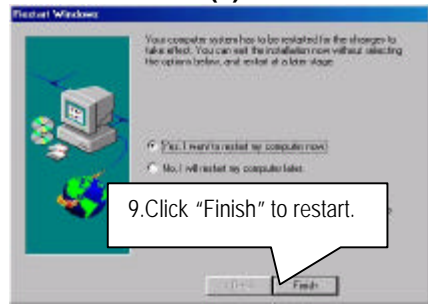 Restart Windows
Your computer system has to be restarted for the changes to
take effect. You can exit the installation now without selecting
the options below, and restart at a later stage.
Yes, I want to restart my computer now.
No, I will restart my computer later.
9.Click “Finish” to restart.
Finish